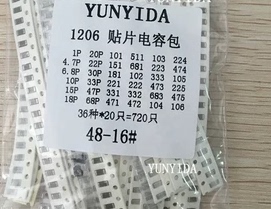 YUNYIDA
1206 贴片电容包
1P 20P 101 511 103 224
4.7P 22P 151 681 223 474
6.8P 30P 181 102 333 105
10P 33P 221 222 473 225
15P 47P 331 332 683 475
18P 68P 471 472 104 106
36种*20只=720只
48-16#
YUNYIDA